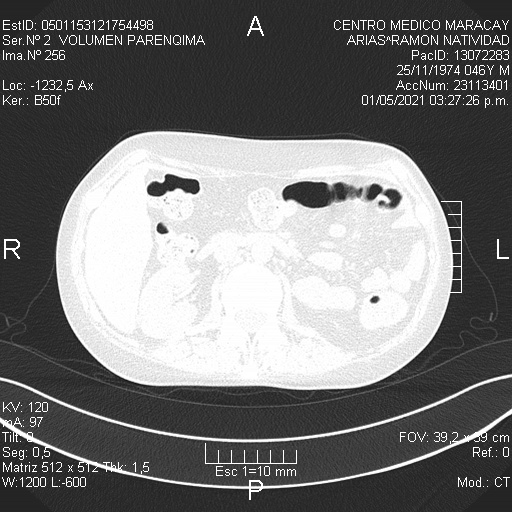 EstID: 0501153121754498
Ser.Nº 2 VOLUMEN PARENQIMA
Ima.Nº 256
Loc: -1232,5 Ax
Ker.: B50f
A
CENTRO MEDICO MARACAY
ARIAS^RAMON NATIVIDAD
PacID: 13072283
25/11/1974 046Y M
AccNum: 23113401
01/05/2021 03:27:26 p.m.
R
L
KV: 120
mA: 97
Tilt: 0
Seg: 0,5
Matriz 512 x 512 Thk: 1,5
W:1200 L:-600
Esc 1=10 mm
P
FOV: 39,2 x 39 cm
Ref.: 0
Mod.: CT